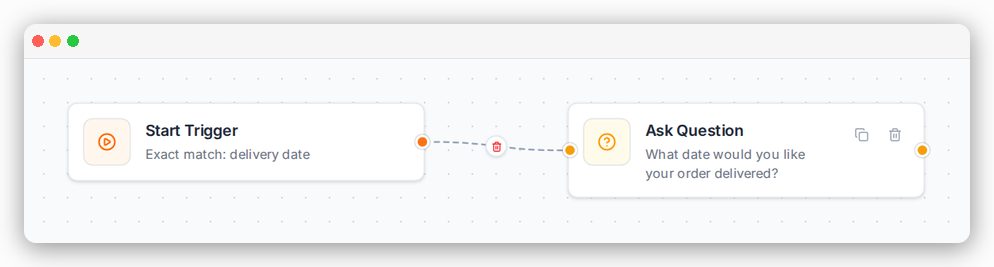 Start Trigger
Exact match: delivery date
Ask Question
What date would you like
your order delivered?